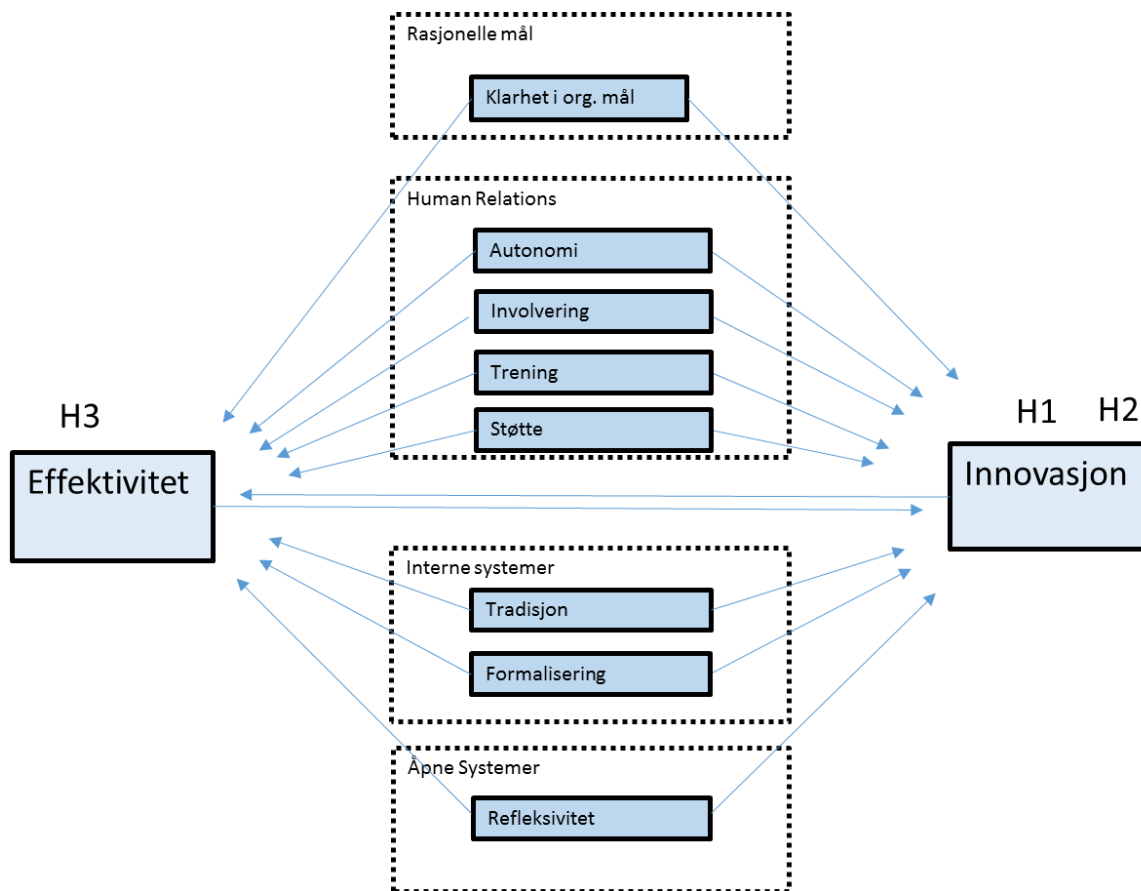 Rasjonelle mål
Klarhet i org. mål
Human Relations
Autonomi
Involvering
Trening
Støtte
H3
Effektivitet
H1 H2
Innovasjon
Interne systemer
Tradisjon
Formalisering
Åpne Systemer
Refleksivitet